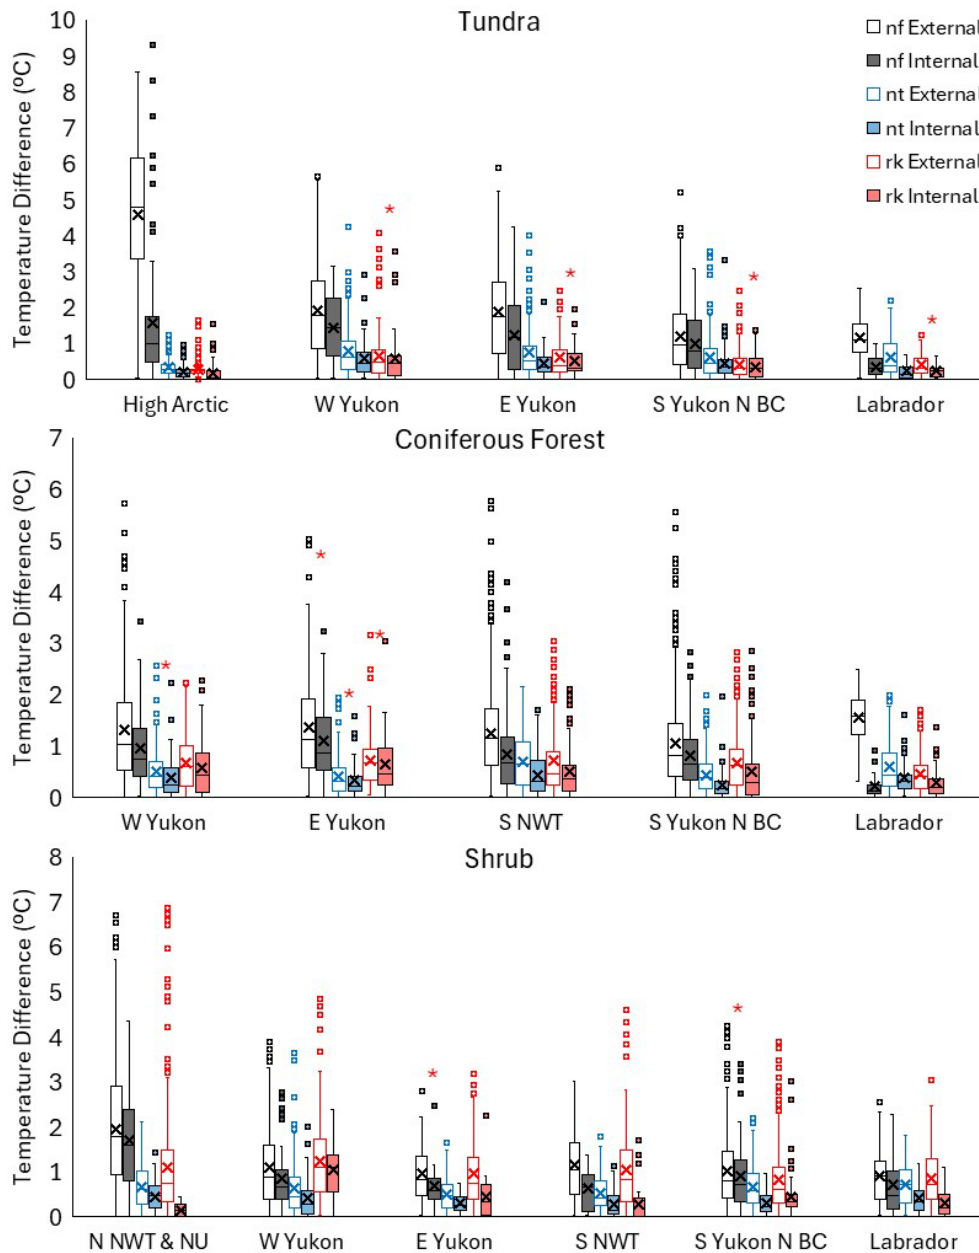 Tundra
10
9
8
7
6
5
4
3
2
1
0
Temperature Difference (ºC)
nf External
nf Internal
nt External
nt Internal
rk External
rk Internal
*
*
*
*
High Arctic
W Yukon
E Yukon
S Yukon N BC
Labrador
Coniferous Forest
7
6
5
4
3
2
1
0
Temperature Difference (ºC)
*
*
*
*
W Yukon
E Yukon
S NWT
S Yukon N BC
Labrador
Shrub
8
7
6
5
4
3
2
1
0
Temperature Difference (ºC)
*
*
N NWT & NU
W Yukon
E Yukon
S NWT
S Yukon N BC
Labrador